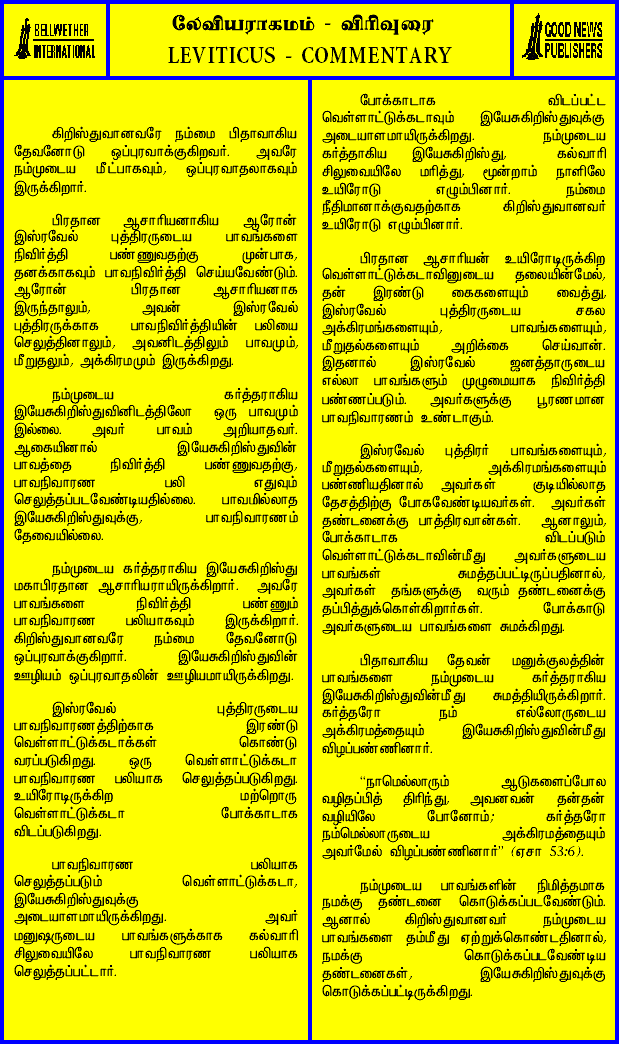 BELLWETHER
INTERNATIONAL
லேவியராகமம் - விரிவுரை
LEVITICUS - COMMENTARY
GOOD NEWS
PUBLISHERS
கிறிஸ்துவானவரே நம்மை பிதாவாகிய
தேவனோடு ஒப்புரவாக்குகிறவர். அவரே
நம்முடைய மீட்பாகவும், ஒப்புரவாதலாகவும்
இருக்கிறார்.
பிரதான ஆசாரியனாகிய ஆரோன்
இஸ்ரவேல் புத்திரருடைய பாவங்களை
நிவிர்த்தி பண்ணுவதற்கு முன்பாக,
தனக்காகவும் பாவநிவிர்த்தி செய்யவேண்டும்.
ஆரோன் பிரதான ஆசாரியனாக
இருந்தாலும், அவன் இஸ்ரவேல்
புத்திரருக்காக பாவநிவிர்த்தியின் பலியை
செலுத்தினாலும், அவனிடத்திலும் பாவமும்,
மீறுதலும், அக்கிரமமும் இருக்கிறது.
நம்முடைய கர்த்தராகிய
இயேசுகிறிஸ்துவினிடத்திலோ ஒரு பாவமும்
இல்லை. அவர் பாவம் அறியாதவர்.
ஆகையினால் இயேசுகிறிஸ்துவின்
பாவத்தை நிவிர்த்தி பண்ணுவதற்கு,
பாவநிவாரண பலி எதுவும்
செலுத்தப்படவேண்டியதில்லை. பாவமில்லாத
இயேசுகிறிஸ்துவுக்கு, பாவநிவாரணம்
தேவையில்லை.
நம்முடைய கர்த்தராகிய இயேசுகிறிஸ்து
மகாபிரதான ஆசாரியராயிருக்கிறார். அவரே
பாவங்களை நிவிர்த்தி பண்ணும்
பாவநிவாரண பலியாகவும் இருக்கிறார்.
கிறிஸ்துவானவரே நம்மை தேவனோடு
ஒப்புரவாக்குகிறார். இயேசுகிறிஸ்துவின்
ஊழியம் ஒப்புரவாதலின் ஊழியமாயிருக்கிறது.
இஸ்ரவேல் புத்திரருடைய
பாவநிவாரணத்திற்காக இரண்டு
வெள்ளாட்டுக்கடாக்கள் கொண்டு
வரப்படுகிறது. ஒரு வெள்ளாட்டுக்கடா
பாவநிவாரண பலியாக செலுத்தப்படுகிறது.
உயிரோடிருக்கிற மற்றொரு
வெள்ளாட்டுக்கடா போக்காடாக
விடப்படுகிறது.
பாவநிவாரண பலியாக
செலுத்தப்படும் வெள்ளாட்டுக்கடா,
இயேசுகிறிஸ்துவுக்கு
அடையாளமாயிருக்கிறது. அவர்
மனுஷருடைய பாவங்களுக்காக கல்வாரி
சிலுவையிலே பாவநிவாரண பலியாக
செலுத்தப்பட்டார்.
போக்காடாக விடப்பட்ட
வெள்ளாட்டுக்கடாவும் இயேசுகிறிஸ்துவுக்கு
அடையாளமாயிருக்கிறது. நம்முடைய
கர்த்தாகிய இயேசுகிறிஸ்து, கல்வாரி
சிலுவையிலே மரித்து, மூன்றாம் நாளிலே
உயிரோடு எழும்பினார். நம்மை
நீதிமானாக்குவதற்காக கிறிஸ்துவானவர்
உயிரோடு எழும்பினார்.
பிரதான ஆசாரியன் உயிரோடிருக்கிற
வெள்ளாட்டுக்கடாவினுடைய தலையின்மேல்,
தன் இரண்டு கைகளையும் வைத்து,
இஸ்ரவேல் புத்திரருடைய சகல
அக்கிரமங்களையும், பாவங்களையும்,
மீறுதல்களையும் அறிக்கை செய்வான்.
இதனால் இஸ்ரவேல் ஜனத்தாருடைய
எல்லா பாவங்களும் முழுமையாக நிவிர்த்தி
பண்ணப்படும். அவர்களுக்கு பூரணமான
பாவநிவாரணம் உண்டாகும்.
இஸ்ரவேல் புத்திரர் பாவங்களையும்,
மீறுதல்களையும், அக்கிரமங்களையும்
பண்ணியதினால் அவர்கள் குடியில்லாத
தேசத்திற்கு போகவேண்டியவர்கள். அவர்கள்
தண்டனைக்கு பாத்திரவான்கள். ஆனாலும்,
போக்காடாக விடப்படும்
வெள்ளாட்டுக்கடாவின்மீது அவர்களுடைய
பாவங்கள் சுமத்தப்பட்டிருப்பதினால்,
அவர்கள் தங்களுக்கு வரும் தண்டனைக்கு
தப்பித்துக்கொள்கிறார்கள். போக்காடு
அவர்களுடைய பாவங்களை சுமக்கிறது.
பிதாவாகிய தேவன் மனுக்குலத்தின்
பாவங்களை நம்முடைய கர்த்தராகிய
இயேசுகிறிஸ்துவின்மீது சுமத்தியிருக்கிறார்.
கர்த்தரோ நம் எல்லோருடைய
அக்கிரமத்தையும் இயேசுகிறிஸ்துவின்மீது
விழப்பண்ணினார்.
“நாமெல்லாரும் ஆடுகளைப்போல
வழிதப்பித் திரிந்து, அவனவன் தன்தன்
வழியிலே போனோம்; கர்த்தரோ
நம்மெல்லாருடைய அக்கிரமத்தையும்
அவர்மேல் விழப்பண்ணினார்” (ஏசா 53:6).
நம்முடைய பாவங்களின் நிமித்தமாக
நமக்கு தண்டனை கொடுக்கப்படவேண்டும்.
ஆனால் கிறிஸ்துவானவர் நம்முடைய
பாவங்களை தம்மீது ஏற்றுக்கொண்டதினால்,
நமக்கு கொடுக்கப்படவேண்டிய
தண்டனைகள், இயேசுகிறிஸ்துவுக்கு
கொடுக்கப்பட்டிருக்கிறது.